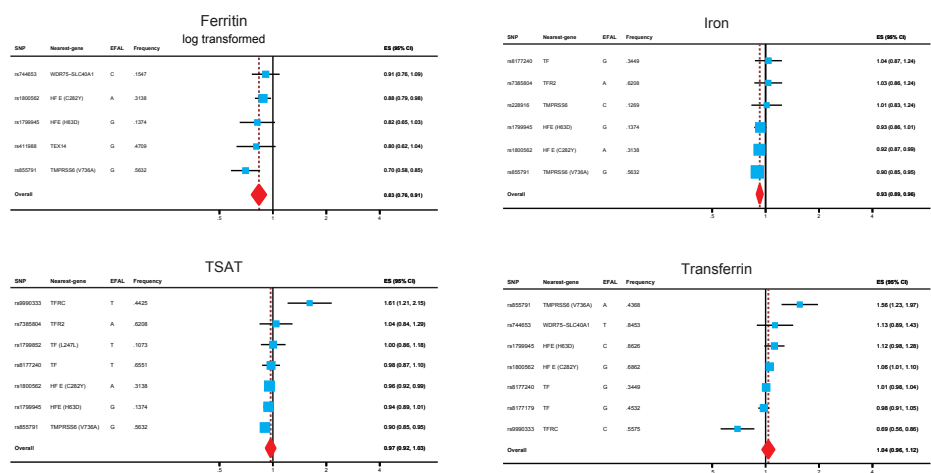 Ferritin
log transformed
SNP Nearest-gene EFAL Frequency ES (95% CI)
rs744653 WDR75-SLC40A1 C .1547 0.91 (0.76, 1.09)
rs1800562 HF E (C282Y) A .3138 0.88 (0.79, 0.98)
rs1799945 HFE (H63D) G .1374 0.82 (0.65, 1.03)
rs411988 TEX14 G .4709 0.80 (0.62, 1.04)
rs855791 TMPRSS6 (V736A) G .5632 0.70 (0.58, 0.85)
Overall 0.83 (0.76, 0.91)
.5 1 2 4
Iron
SNP Nearest-gene EFAL Frequency ES (95% CI)
rs8177240 TF G .3449 1.04 (0.87, 1.24)
rs7385804 TFR2 A .6208 1.03 (0.86, 1.24)
rs228916 TMPRSS6 C .1269 1.01 (0.83, 1.24)
rs1799945 HFE (H63D) G .1374 0.93 (0.86, 1.01)
rs1800562 HF E (C282Y) A .3138 0.92 (0.87, 0.99)
rs855791 TMPRSS6 (V736A) G .5632 0.90 (0.85, 0.95)
Overall 0.93 (0.89, 0.96)
.5 1 2 4
TSAT
SNP Nearest-gene EFAL Frequency ES (95% CI)
rs9990333 TFRC T .4425 1.61 (1.21, 2.15)
rs7385804 TFR2 A .6208 1.04 (0.84, 1.29)
rs1799852 TF (L247L) T .1073 1.00 (0.86, 1.18)
rs8177240 TF T .6551 0.98 (0.87, 1.10)
rs1800562 HF E (C282Y) A .3138 0.96 (0.92, 0.99)
rs1799945 HFE (H63D) G .1374 0.94 (0.89, 1.01)
rs855791 TMPRSS6 (V736A) G .5632 0.90 (0.85, 0.95)
Overall 0.97 (0.92, 1.03)
.5 1 2 4
Transferrin
SNP Nearest-gene EFAL Frequency ES (95% CI)
rs855791 TMPRSS6 (V736A) A .4368 1.56 (1.23, 1.97)
rs744653 WDR75-SLC40A1 T .8453 1.13 (0.89, 1.43)
rs1799945 HFE (H63D) C .8626 1.12 (0.98, 1.28)
rs1800562 HF E (C282Y) G .6862 1.06 (1.01, 1.10)
rs8177240 TF G .3449 1.01 (0.98, 1.04)
rs8177179 TF G .4532 0.98 (0.91, 1.05)
rs9990333 TFRC C .5575 0.69 (0.56, 0.86)
Overall 1.04 (0.96, 1.12)
.5 1 2 4